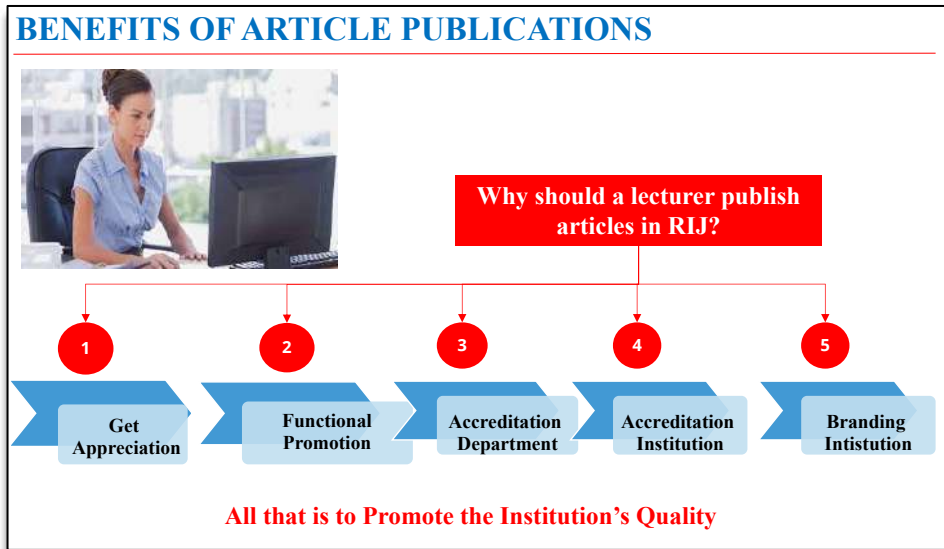 BENEFITS OF ARTICLE PUBLICATIONS
Why should a lecturer publish
articles in RIJ?
1
2
3
4
5
Get
Appreciation
Functional
Promotion
Accreditation
Department
Accreditation
Institution
Branding
Intistution
All that is to Promote the Institution's Quality